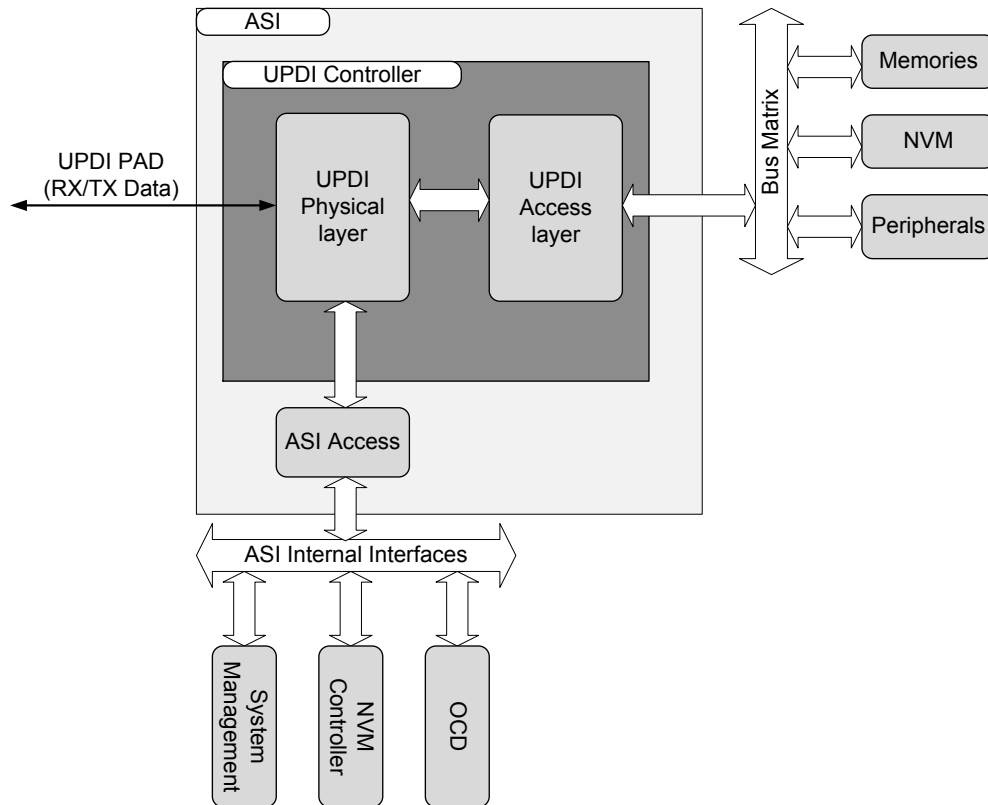 ASI
UPDI Controller
UPDI PAD
(RX/TX Data)
UPDI
Physical
layer
UPDI
Access
layer
Bus Matrix
Memories
NVM
Peripherals
ASI Access
ASI Internal Interfaces
System
Management
NVM
Controller
OCD